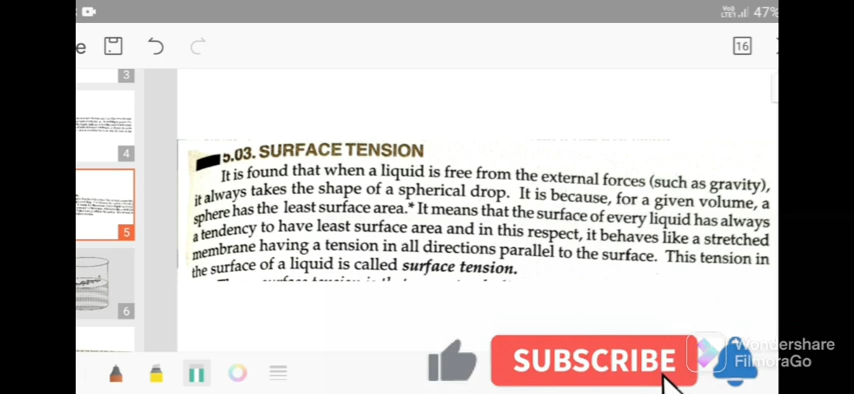 Vo))
LTE1
47%
e
16
3
4
5
6
5.03. SURFACE TENSION
It is found that when a liquid is free from the external forces (such as gravity),
it always takes the shape of a spherical drop. It is because, for a given volume, a
sphere has the least surface area.* It means that the surface of every liquid has always
a tendency to have least surface area and in this respect, it behaves like a stretched
membrane having a tension in all directions parallel to the surface. This tension in
the surface of a liquid is called surface tension.
SUBSCRIBE
Wondershare
FilmoraGo